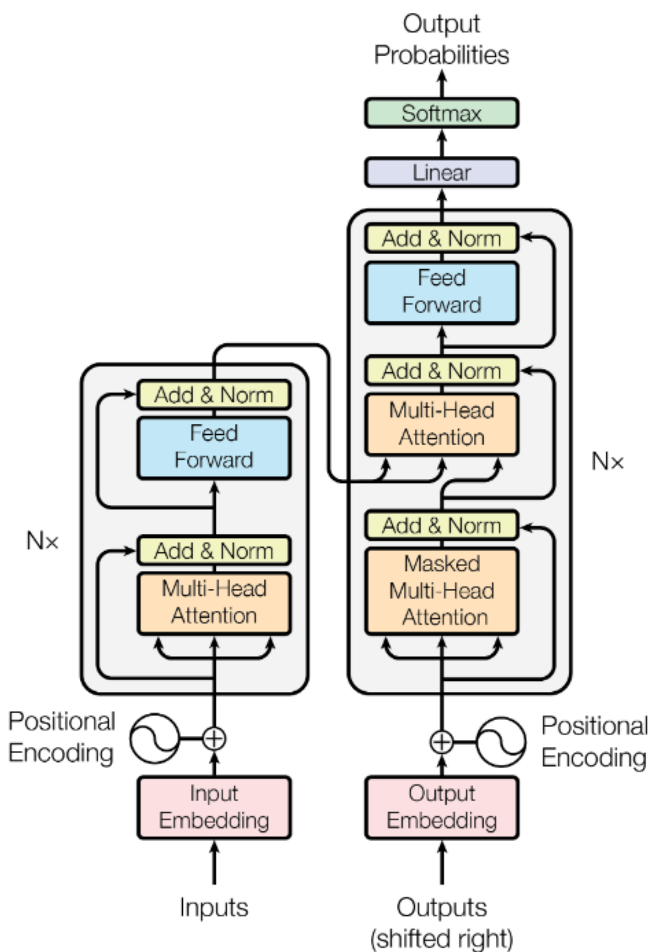 Output
Probabilities
Softmax
Linear
Add & Norm
Feed
Forward
Add & Norm
Multi-Head
Attention
Add & Norm
Masked
Multi-Head
Attention
Nx
Add & Norm
Feed
Forward
Add & Norm
Multi-Head
Attention
Nx
Positional
Encoding
Positional
Encoding
Input
Embedding
Output
Embedding
Inputs
Outputs
(shifted right)